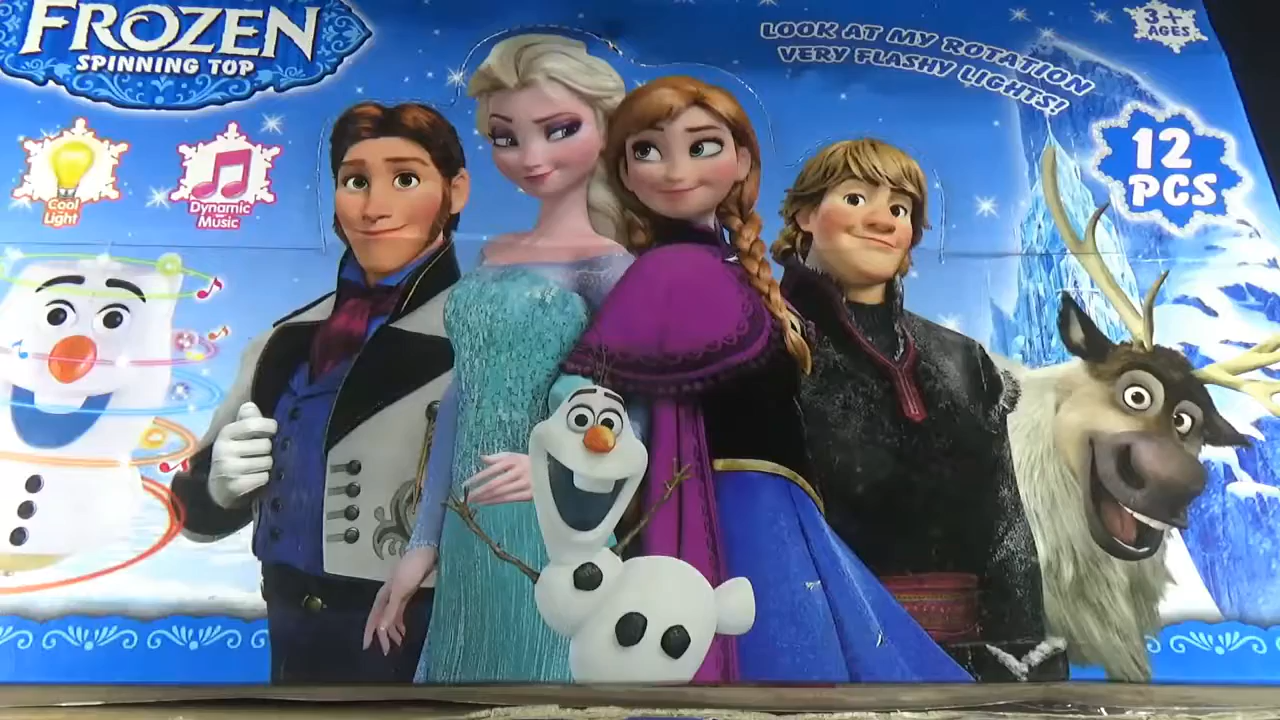 FROZEN
SPINNING TOP
LOOK AT MY ROTATION
VERY FLASHY LIGHTS!
3+
AGES
12
PCS
Cool
Light
Dynamic
Music